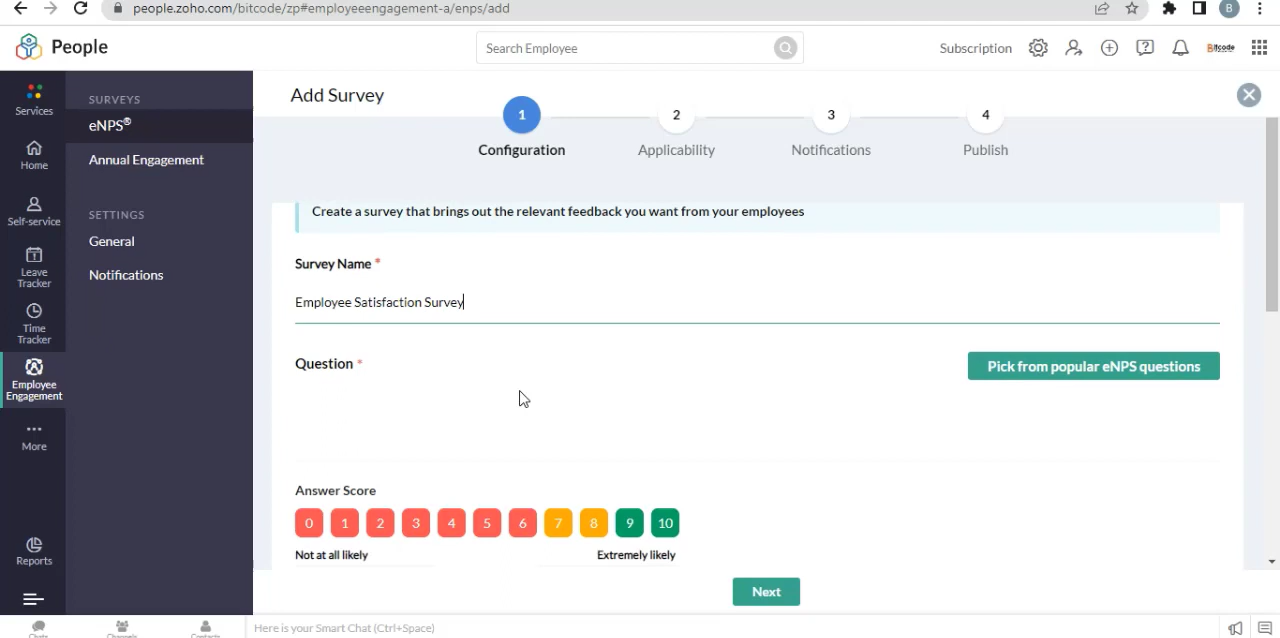 people.zoho.com/bitcode/zp#employeeengagement-a/enps/add
B
People
Search Employee
Subscription
Bitcode
Services
Home
Self-service
Leave
Tracker
Time
Tracker
Employee
Engagement
More
Reports
SURVEYS
eNPS®
Annual Engagement
SETTINGS
General
Notifications
Add Survey
1
2
3
4
Configuration
Applicability
Notifications
Publish
Create a survey that brings out the relevant feedback you want from your employees
Survey Name *
Employee Satisfaction Survey
Question *
Pick from popular eNPS questions
Answer Score
0 1 2 3 4 5 6 7 8 9 10
Not at all likely
Extremely likely
Next
Chats
Channels
Contacts
Here is your Smart Chat (Ctrl+Space)